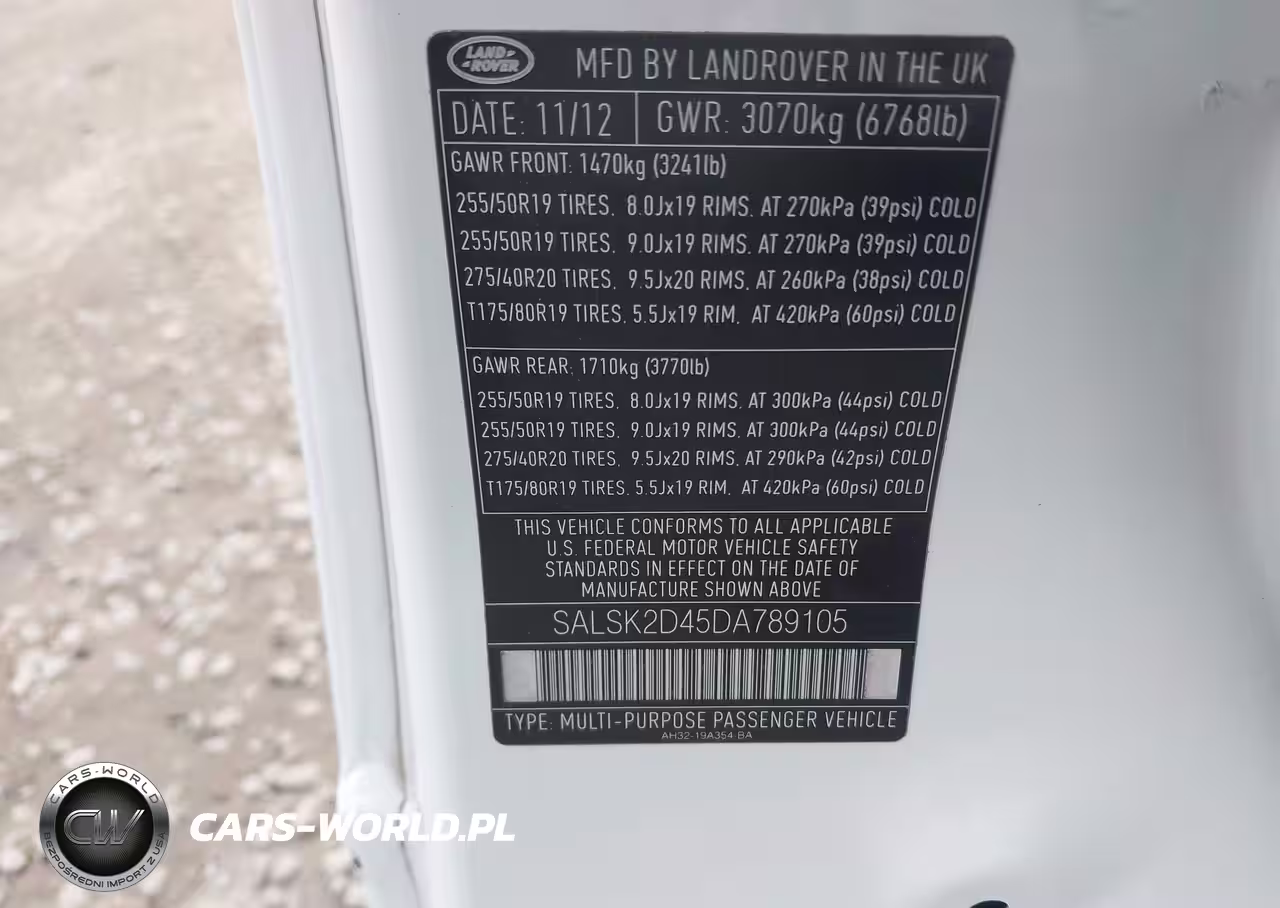 LAND
ROVER
MFD BY LANDROVER IN THE UK
DATE: 11/12 GWR: 3070kg (6768lb)
GAWR FRONT: 1470kg (3241lb)
255/50R19 TIRES, 8.0Jx19 RIMS, AT 270kPa (39psi) COLD
255/50R19 TIRES, 9.0Jx19 RIMS, AT 270kPa (39psi) COLD
275/40R20 TIRES, 9.5Jx20 RIMS, AT 260kPa (38psi) COLD
T175/80R19 TIRES, 5.5Jx19 RIM, AT 420kPa (60psi) COLD
GAWR REAR: 1710kg (3770lb)
255/50R19 TIRES, 8.0Jx19 RIMS, AT 300kPa (44psi) COLD
255/50R19 TIRES, 9.0Jx19 RIMS, AT 300kPa (44psi) COLD
275/40R20 TIRES, 9.5Jx20 RIMS, AT 290kPa (42psi) COLD
T175/80R19 TIRES, 5.5Jx19 RIM, AT 420kPa (60psi) COLD
THIS VEHICLE CONFORMS TO ALL APPLICABLE
U.S. FEDERAL MOTOR VEHICLE SAFETY
STANDARDS IN EFFECT ON THE DATE OF
MANUFACTURE SHOWN ABOVE
SALSK2D45DA789105
TYPE: MULTI-PURPOSE PASSENGER VEHICLE
AH32-19A354-BA
CARS-WORLD
CW
BEZPOŚREDNI IMPORT Z USA
CARS-WORLD.PL